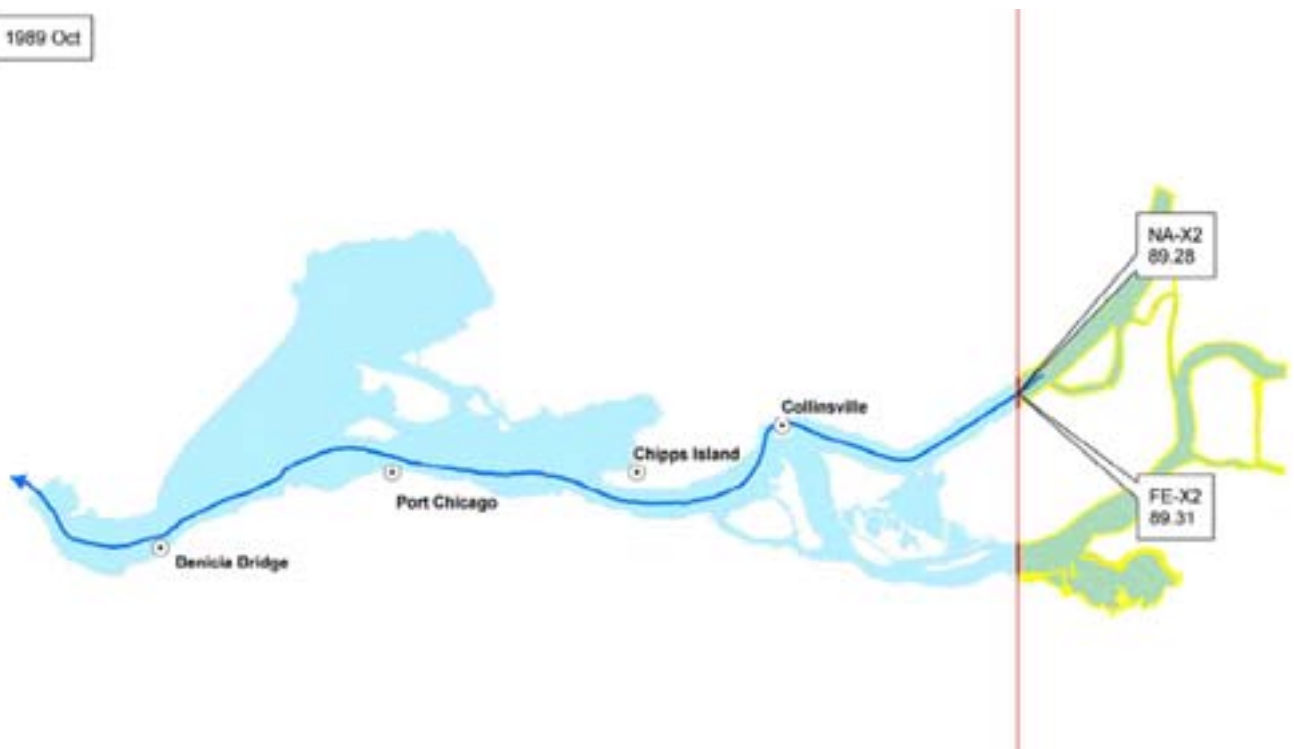 1989 Oct
NA-X2
89.28
Collinsville
Chipps Island
Port Chicago
FE-X2
89.31
Benicia Bridge